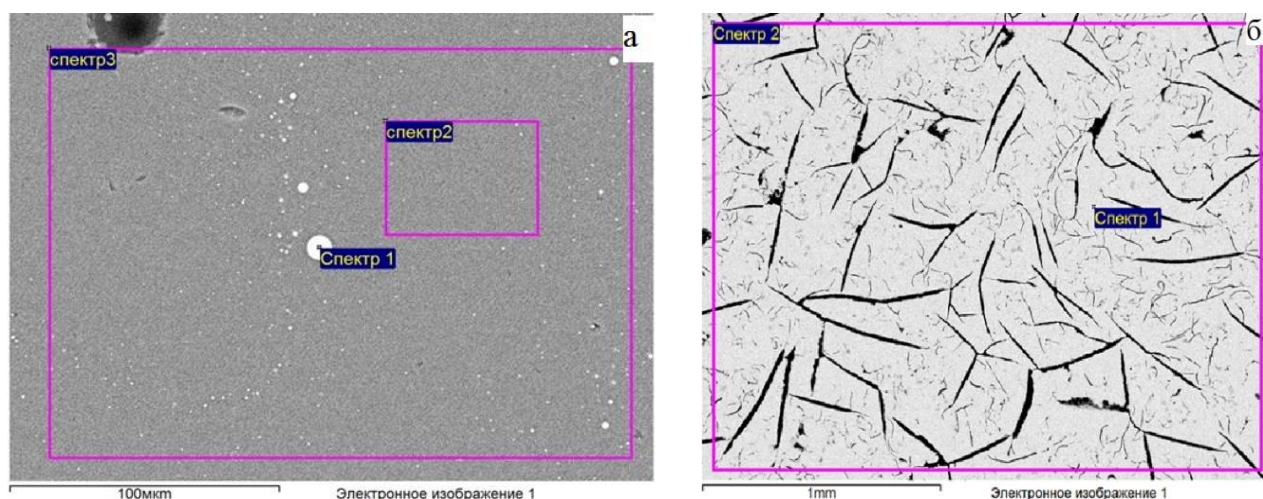 а
спектр3
спектр2
Спектр 1
100мкm
Электронное изображение 1
б
Спектр 2
Спектр 1
1mm
Электронное изображение 1